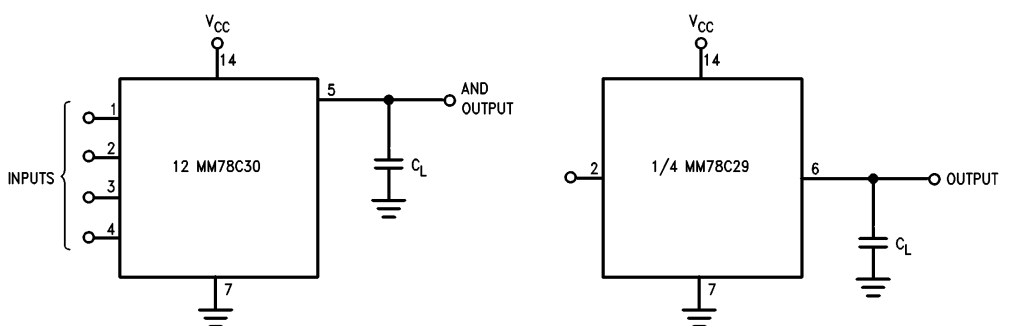 VCC
14
5
AND
OUTPUT
1
2
3
4
INPUTS
12 MM78C30
CL
7
VCC
14
2
1/4 MM78C29
6
OUTPUT
CL
7